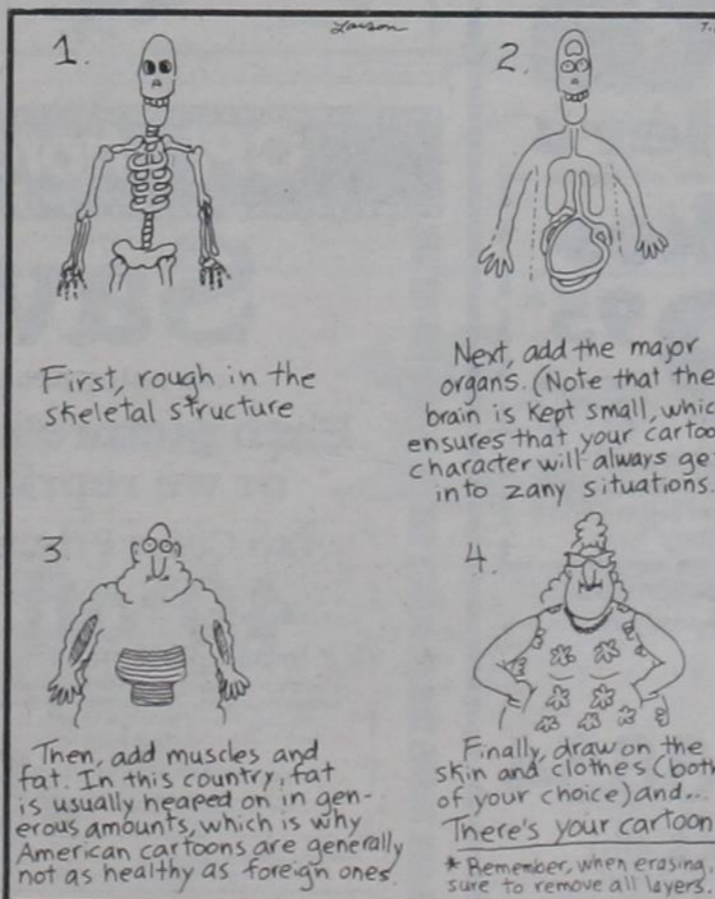 Larson
1.
2.
First, rough in the
skeletal structure
Next, add the major
organs. (Note that the
brain is kept small, whic
ensures that your cartoo
character will always ge
into zany situations.
3
4.
Then, add muscles and
fat. In this country, fat
is usually heaped on in gen-
erous amounts, which is why
American cartoons are generally
not as healthy as foreign ones.
Finally, draw on the
skin and clothes (both
of your choice) and...
There's your cartoon
* Remember, when erasing,
sure to remove all layers.